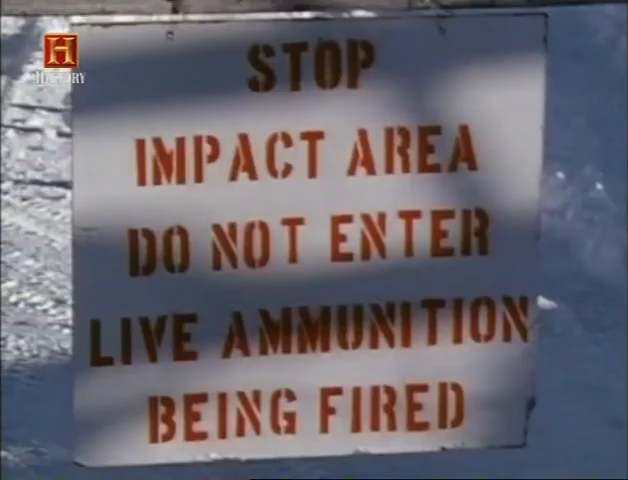 H
HISTORY
STOP
IMPACT AREA
DO NOT ENTER
LIVE AMMUNITION
BEING FIRED